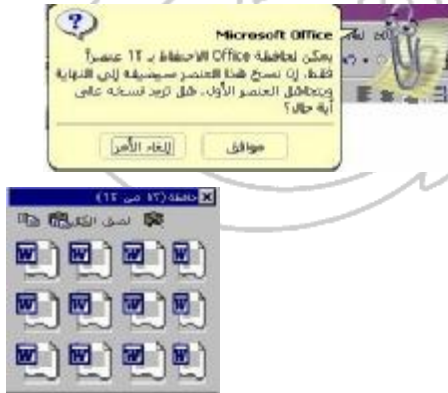 Microsoft Office
يمكن لحافظة Office الاحتفاظ بـ ١٢ عنصراً
فقط. إن نسخ هذا العنصر سيضيفه إلى النهاية
ويتجاهل العنصر الأول. هل تريد نسخه على
أية حال؟
موافق
إلغاء الأمر
حافظة (١٢ من ١٢)
لصق الكل